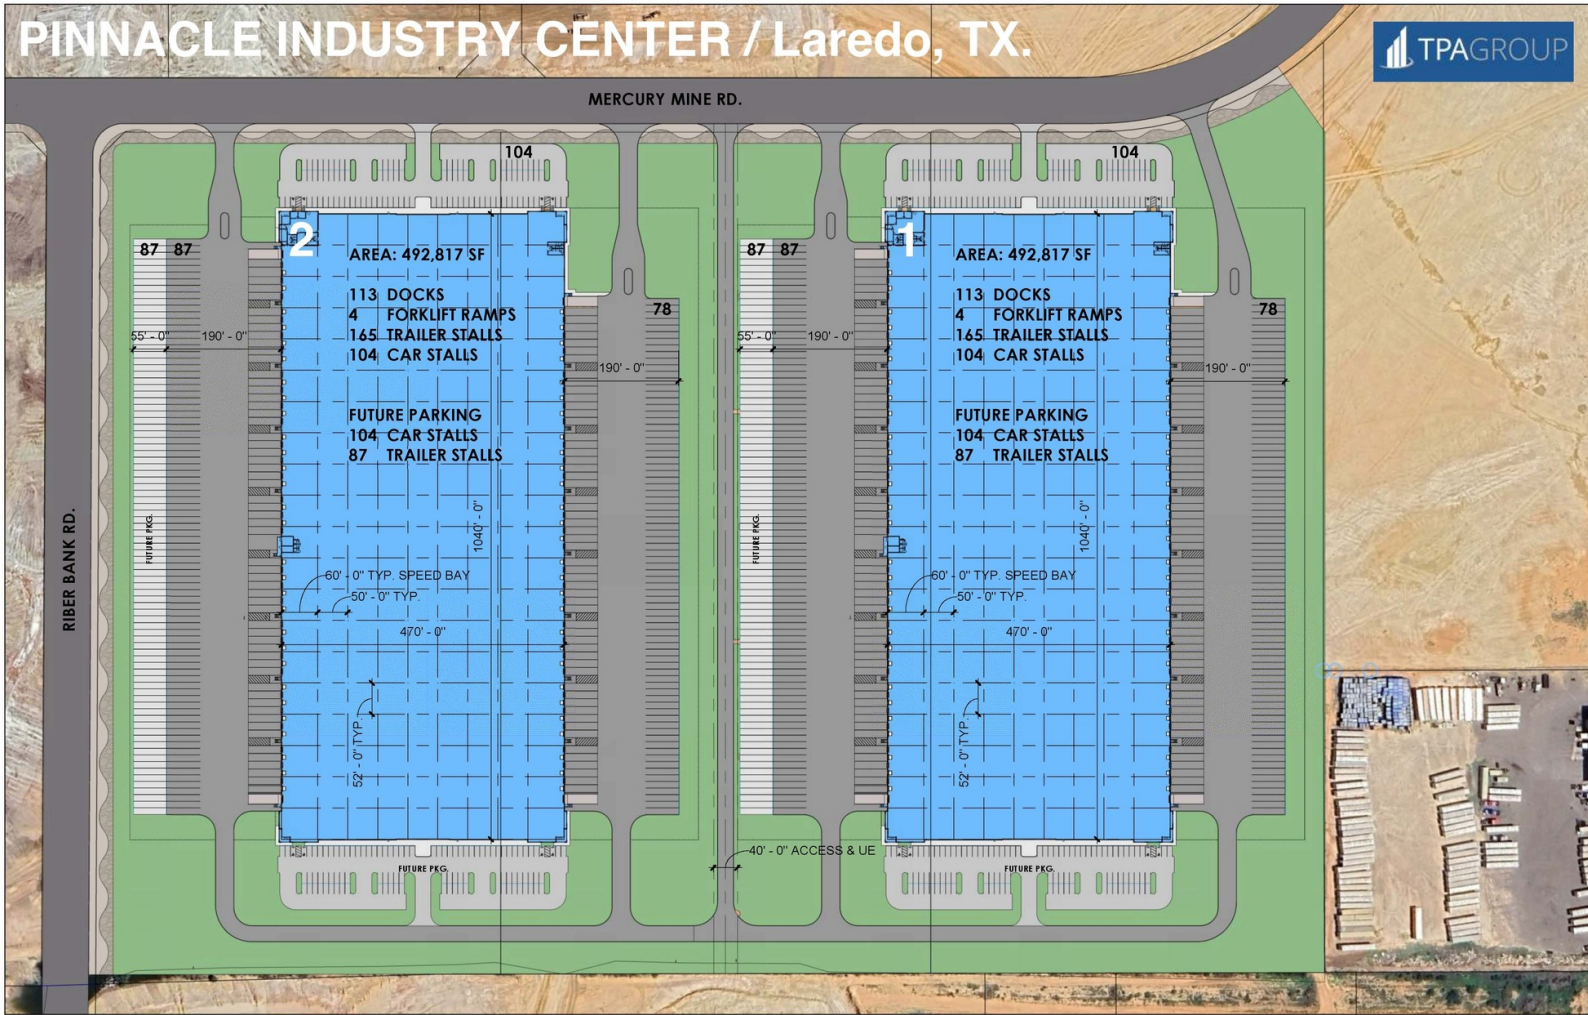 PINNACLE INDUSTRY CENTER / Laredo, TX.
TPAGROUP
MERCURY MINE RD.
RIBER BANK RD.
104
2
87 87
AREA: 492,817 SF
113 DOCKS
4 FORKLIFT RAMPS
165 TRAILER STALLS
104 CAR STALLS
55' - 0"
190' - 0"
78
190' - 0"
FUTURE PARKING
104 CAR STALLS
87 TRAILER STALLS
FUTURE PKG.
1040' - 0"
60' - 0" TYP. SPEED BAY
50' - 0" TYP.
470' - 0"
52' - 0" TYP.
FUTURE PKG.
104
1
87 87
AREA: 492,817 SF
113 DOCKS
4 FORKLIFT RAMPS
165 TRAILER STALLS
104 CAR STALLS
55' - 0"
190' - 0"
78
190' - 0"
FUTURE PARKING
104 CAR STALLS
87 TRAILER STALLS
FUTURE PKG.
1040' - 0"
60' - 0" TYP. SPEED BAY
50' - 0" TYP.
470' - 0"
52' - 0" TYP.
40' - 0" ACCESS & UE
FUTURE PKG.